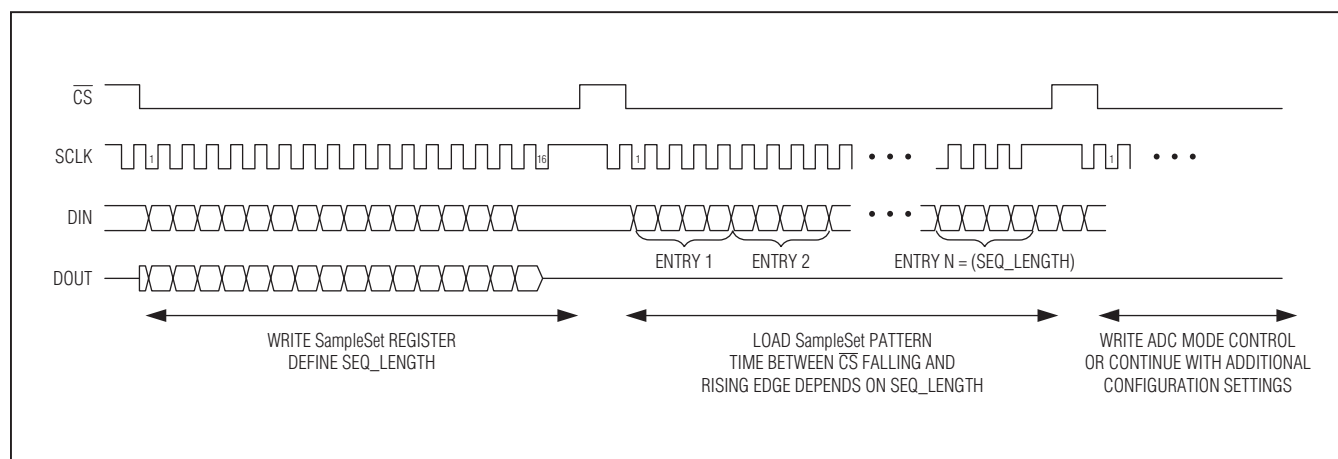 CS
SCLK
1
16
1
1
DIN
ENTRY 1
ENTRY 2
ENTRY N = (SEQ_LENGTH)
DOUT
WRITE SampleSet REGISTER
DEFINE SEQ_LENGTH
LOAD SampleSet PATTERN
TIME BETWEEN CS FALLING AND
RISING EDGE DEPENDS ON SEQ_LENGTH
WRITE ADC MODE CONTROL
OR CONTINUE WITH ADDITIONAL
CONFIGURATION SETTINGS